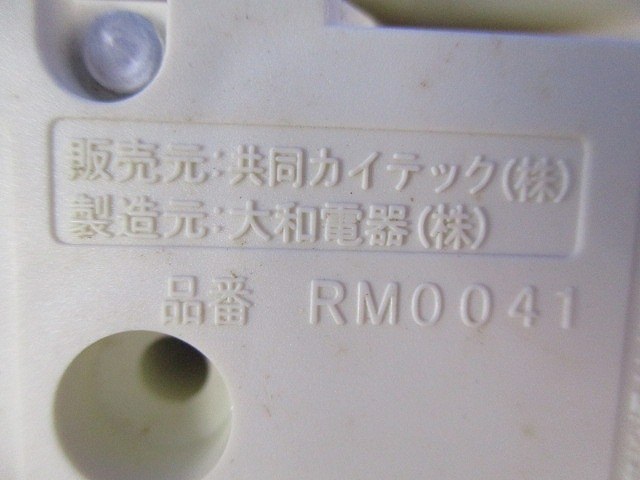 販売元:共同カイテック(株)
製造元:大和電器(株)
品番 RM0041